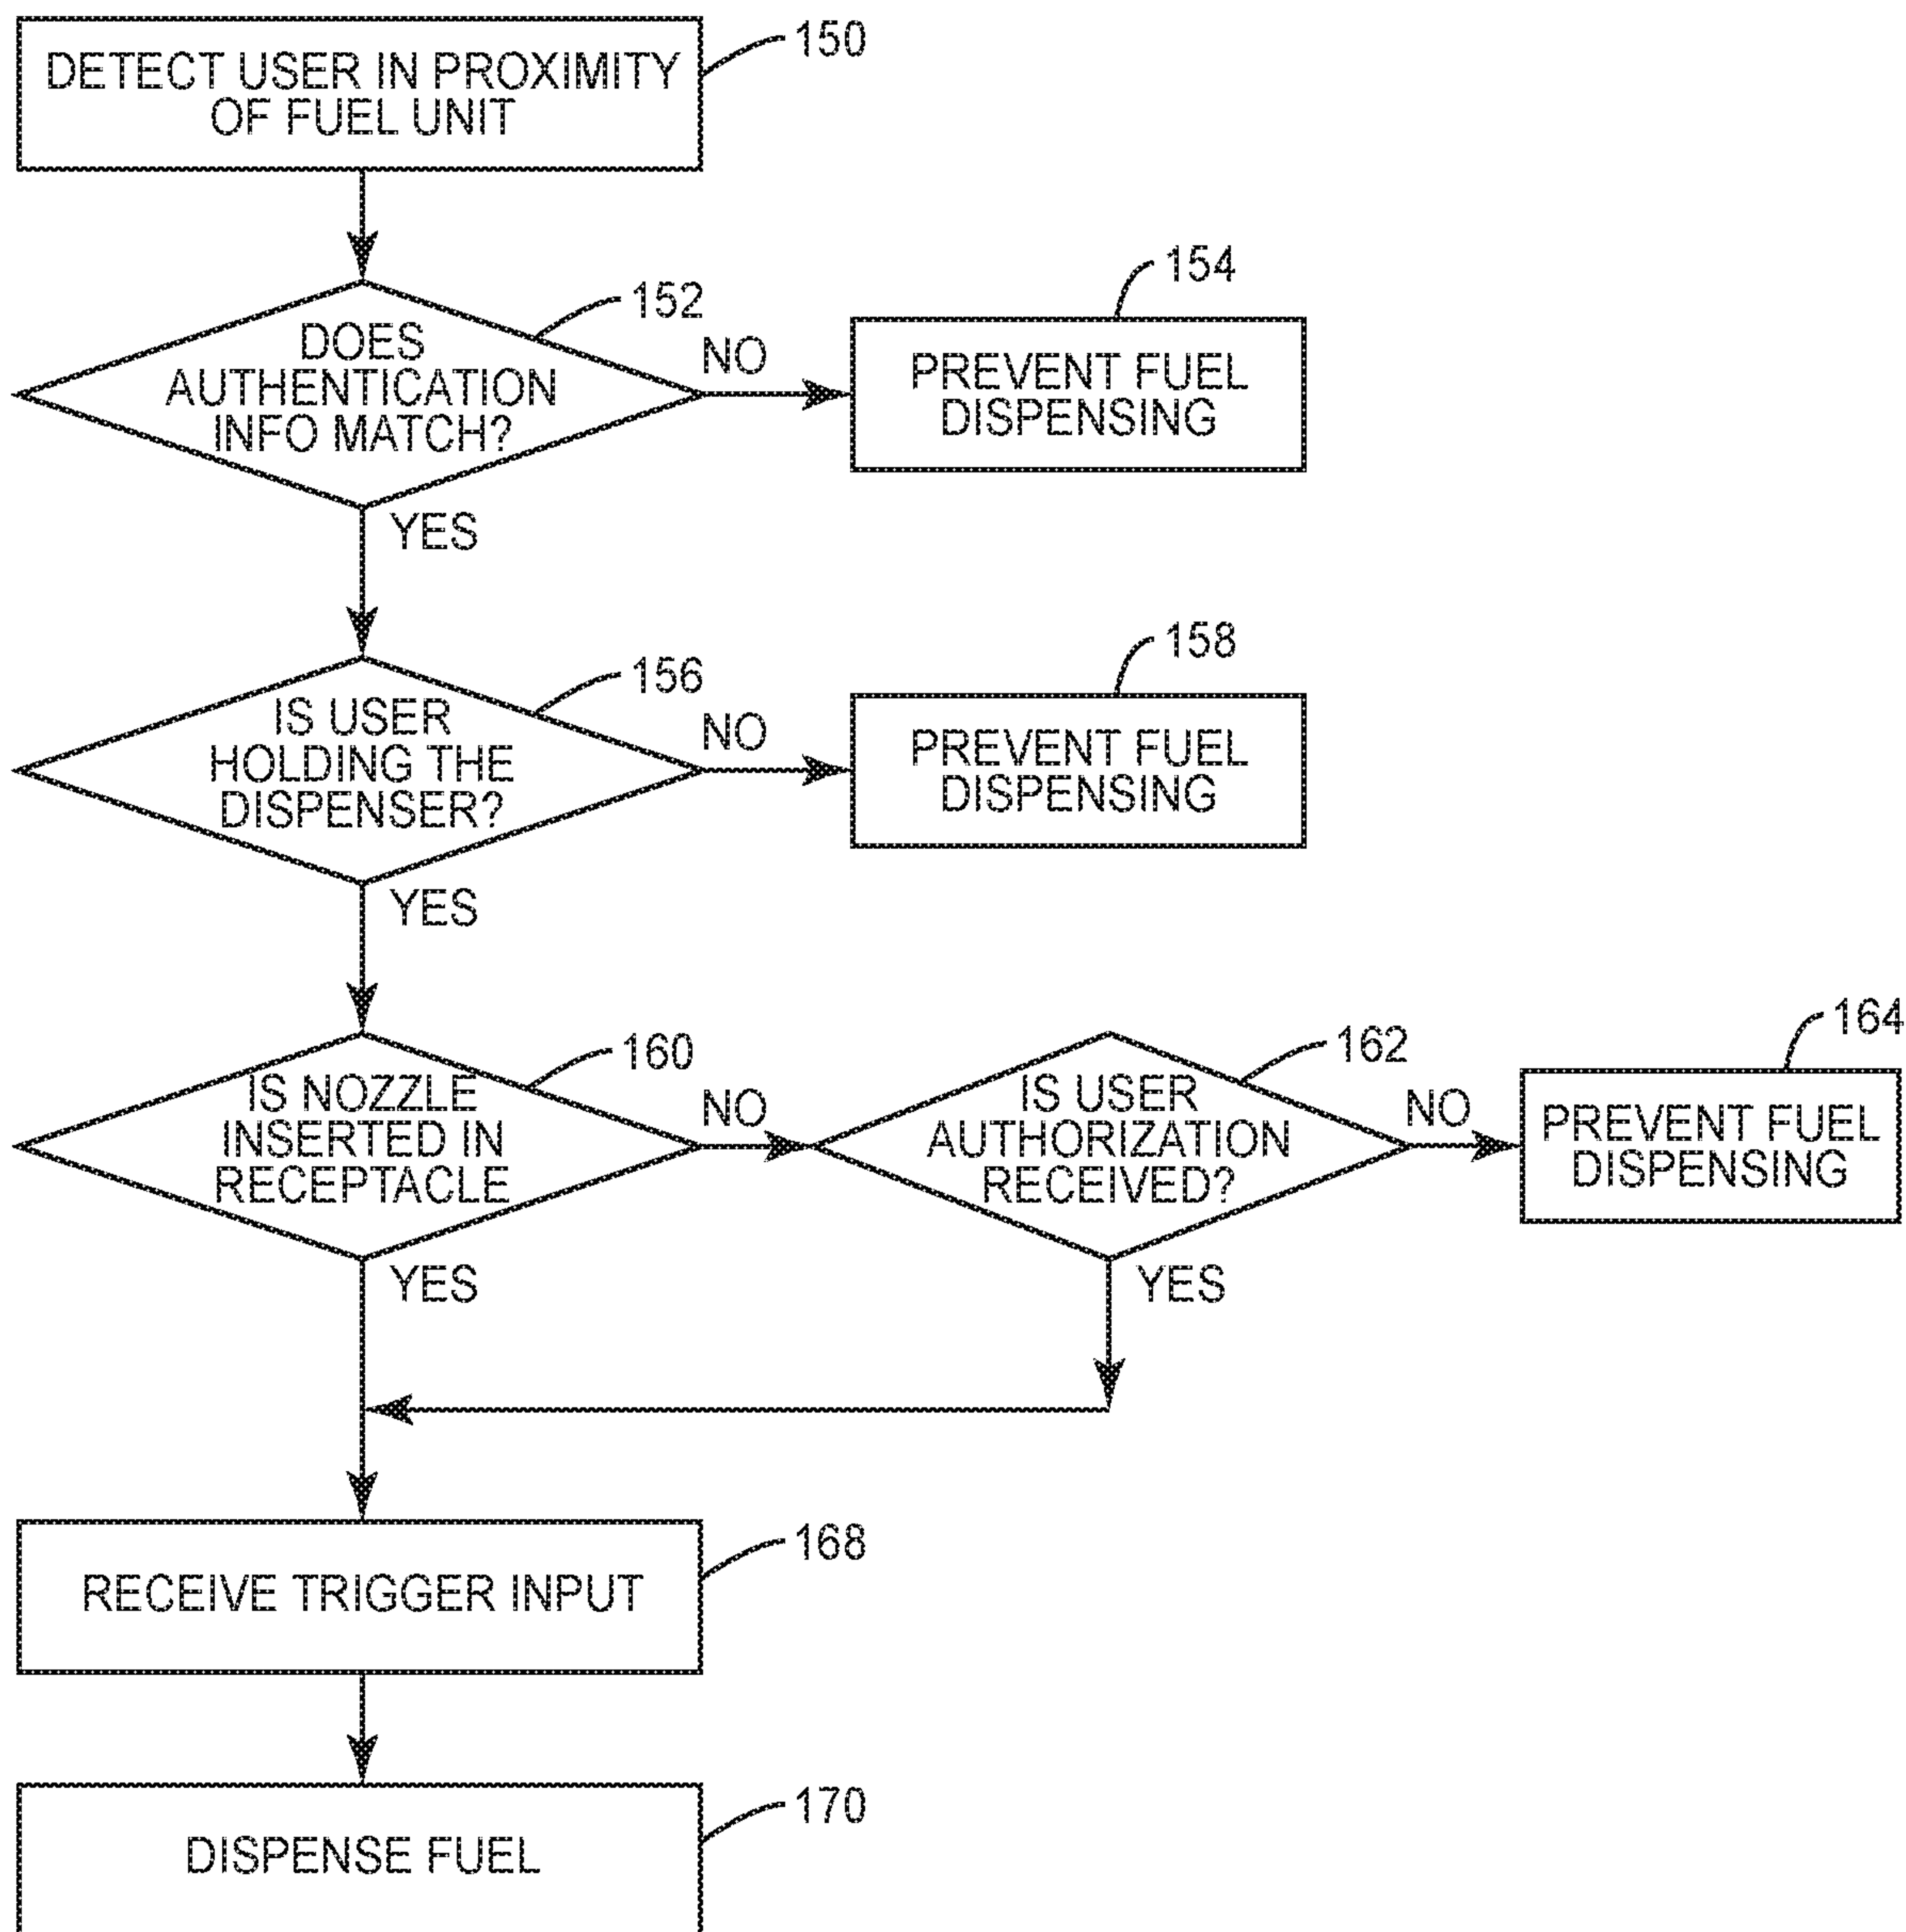 DETECT USER IN PROXIMITY
OF FUEL UNIT
150
DOES
AUTHENTICATION
INFO MATCH?
152
NO
YES
154
PREVENT FUEL
DISPENSING
IS USER
HOLDING THE
DISPENSER?
156
NO
YES
158
PREVENT FUEL
DISPENSING
IS NOZZLE
INSERTED IN
RECEPTACLE
160
NO
YES
IS USER
AUTHORIZATION
RECEIVED?
162
NO
YES
164
PREVENT FUEL
DISPENSING
RECEIVE TRIGGER INPUT
168
DISPENSE FUEL
170